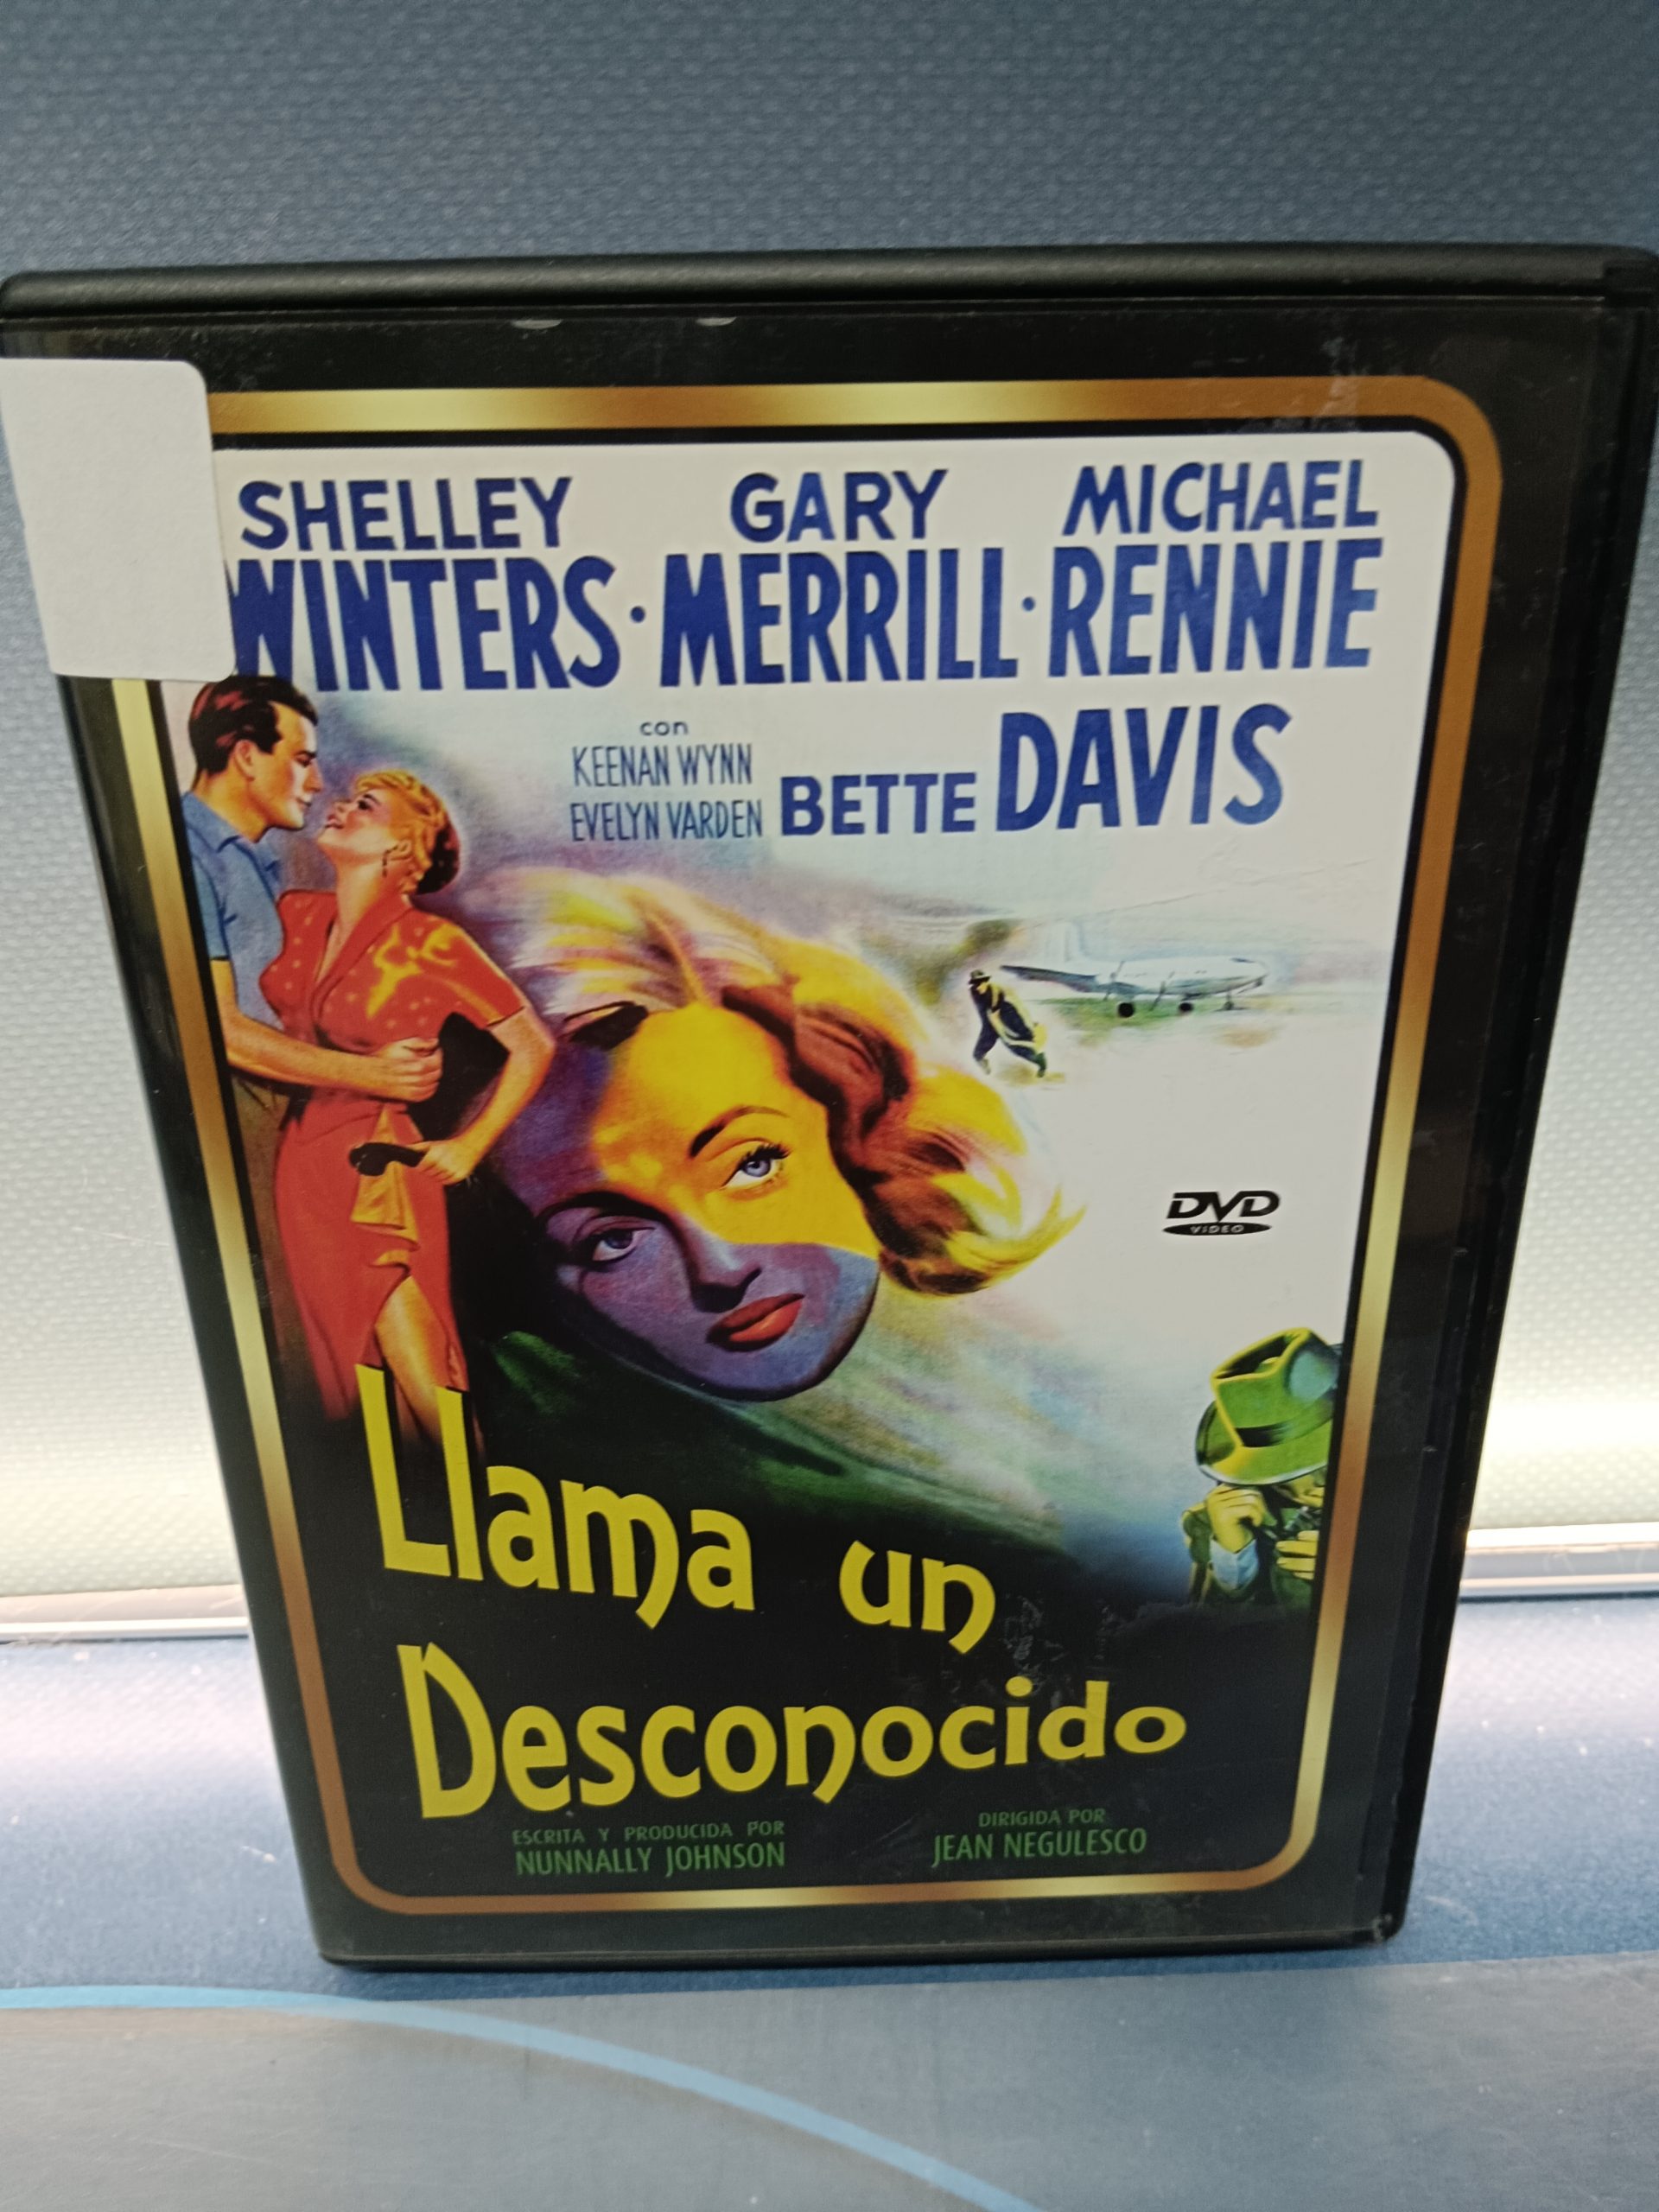 SHELLEY GARY MICHAEL
WINTERS · MERRILL · RENNIE
con
KEENAN WYNN
EVELYN VARDEN
BETTE DAVIS
DVD
VIDEO
Llama un
Desconocido
ESCRITA Y PRODUCIDA POR
NUNNALLY JOHNSON
DIRIGIDA POR
JEAN NEGULESCO